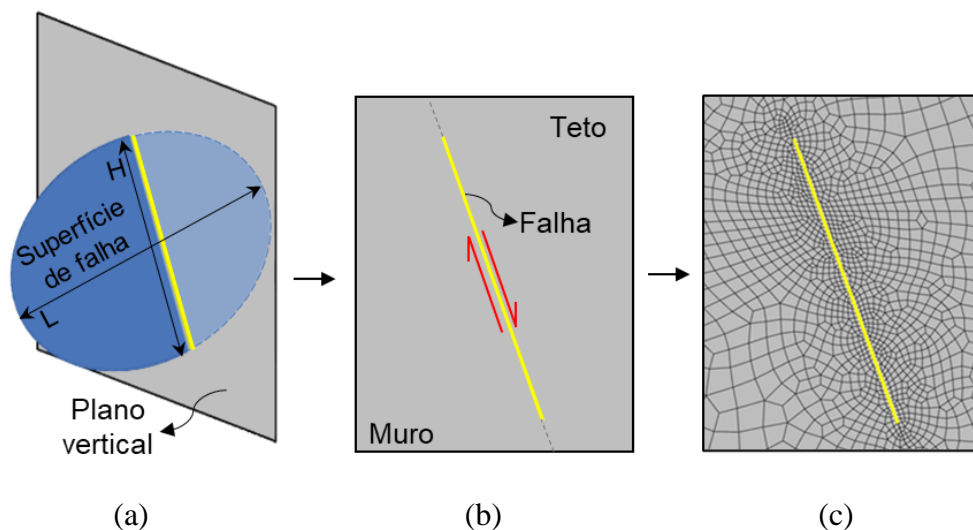 H
Superfície
de falha
L
Plano
vertical
Teto
Falha
Muro
(a)
(b)
(c)